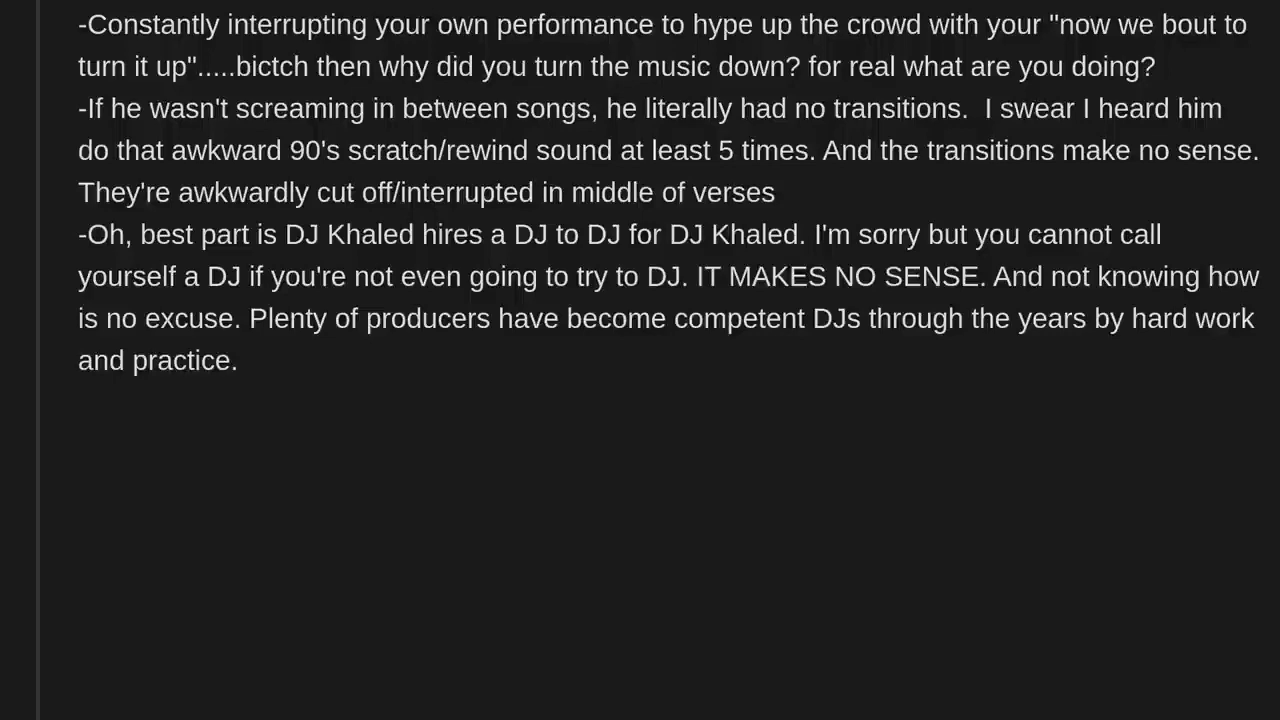 -Constantly interrupting your own performance to hype up the crowd with your "now we bout to
turn it up".....bictch then why did you turn the music down? for real what are you doing?
-If he wasn't screaming in between songs, he literally had no transitions.  I swear I heard him
do that awkward 90's scratch/rewind sound at least 5 times. And the transitions make no sense.
They're awkwardly cut off/interrupted in middle of verses
-Oh, best part is DJ Khaled hires a DJ to DJ for DJ Khaled. I'm sorry but you cannot call
yourself a DJ if you're not even going to try to DJ. IT MAKES NO SENSE. And not knowing how
is no excuse. Plenty of producers have become competent DJs through the years by hard work
and practice.